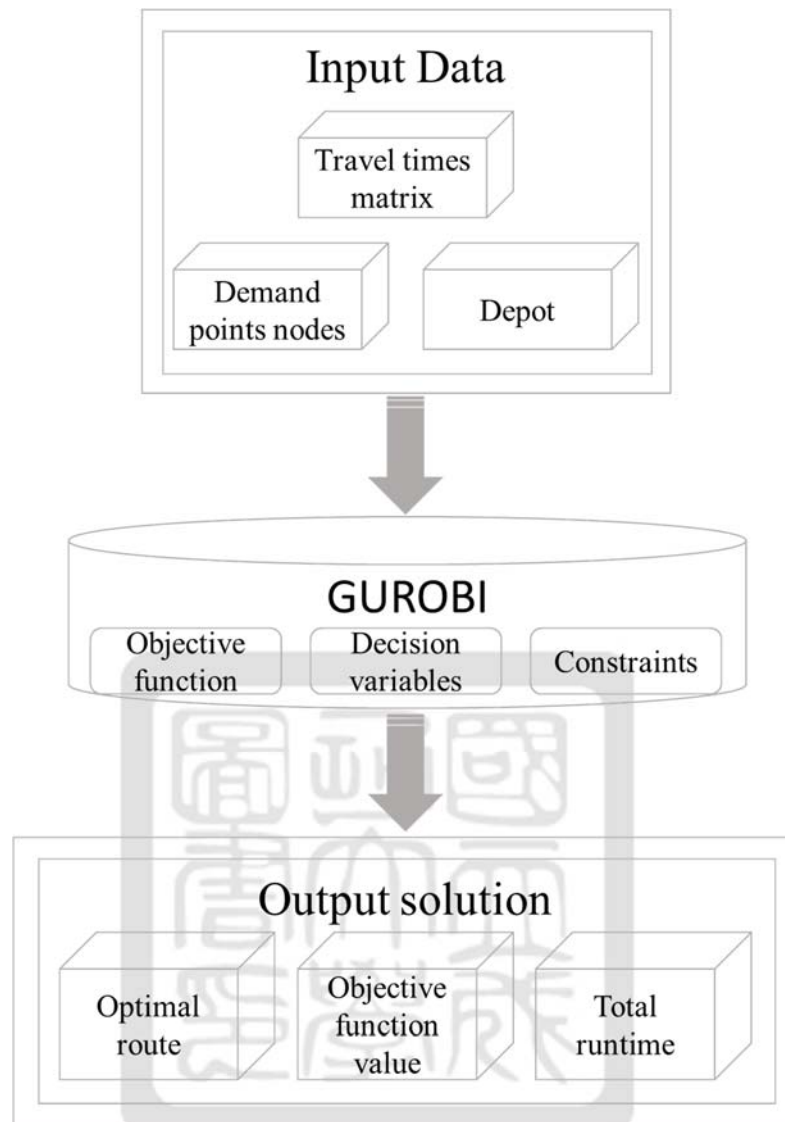 Input Data
Travel times
matrix
Demand
points nodes
Depot
GUROBI
Objective
function
Decision
variables
Constraints
Output solution
Optimal
route
Objective
function
value
Total
runtime